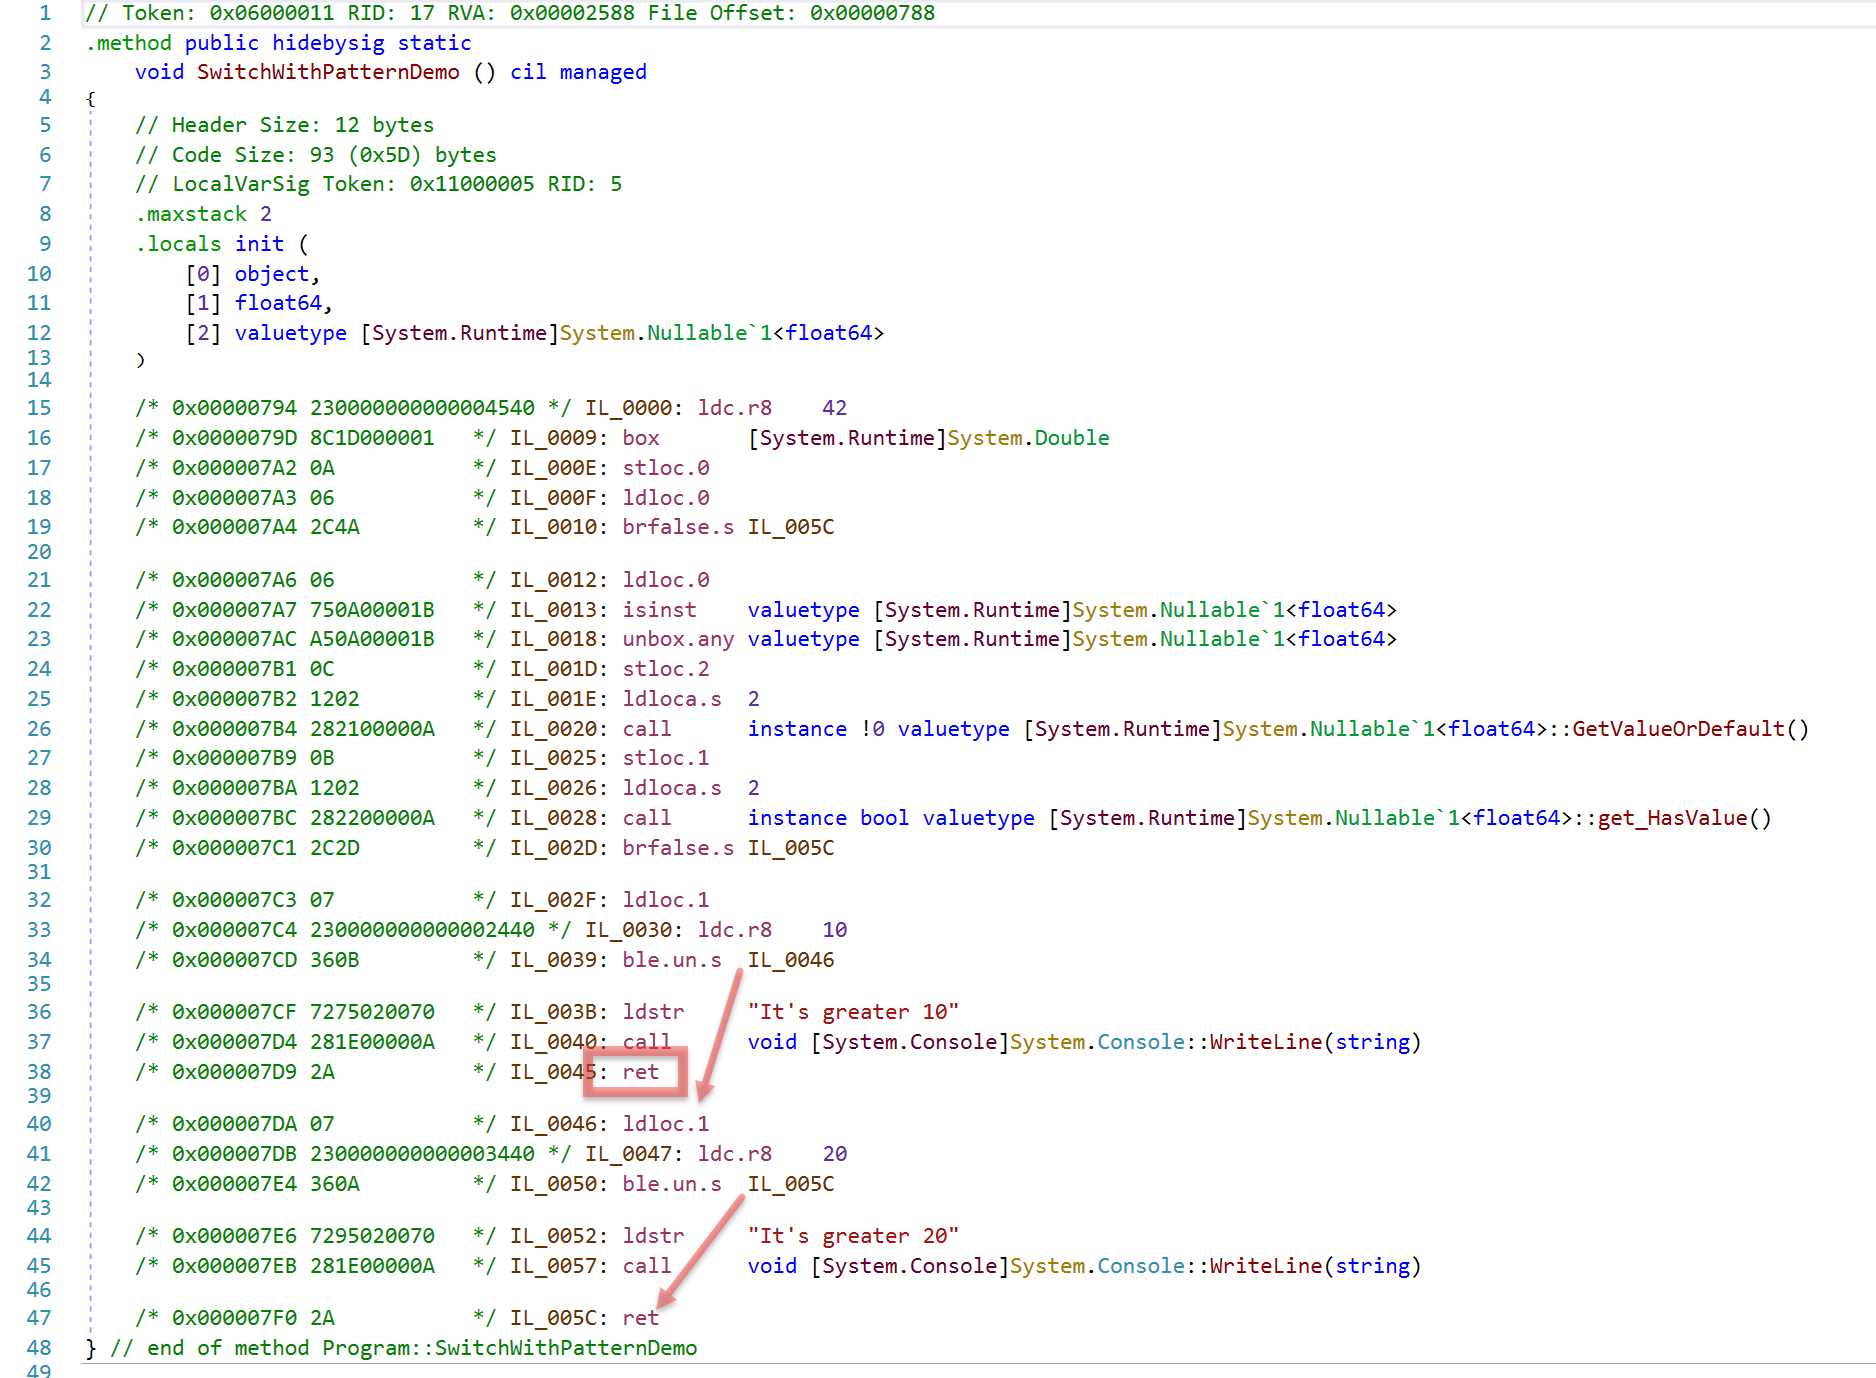 1 // Token: 0x06000011 RID: 17 RVA: 0x00002588 File Offset: 0x00000788
2 .method public hidebysig static
3 void SwitchWithPatternDemo () cil managed
4 {
5 // Header Size: 12 bytes
6 // Code Size: 93 (0x5D) bytes
7 // LocalVarSig Token: 0x11000005 RID: 5
8 .maxstack 2
9 .locals init (
10 [0] object,
11 [1] float64,
12 [2] valuetype [System.Runtime]System.Nullable`1<float64>
13 )
14
15 /* 0x00000794 230000000000004540 */ IL_0000: ldc.r8 42
16 /* 0x0000079D 8C1D000001 */ IL_0009: box [System.Runtime]System.Double
17 /* 0x000007A2 0A */ IL_000E: stloc.0
18 /* 0x000007A3 06 */ IL_000F: ldloc.0
19 /* 0x000007A4 2C4A */ IL_0010: brfalse.s IL_005C
20
21 /* 0x000007A6 06 */ IL_0012: ldloc.0
22 /* 0x000007A7 750A00001B */ IL_0013: isinst valuetype [System.Runtime]System.Nullable`1<float64>
23 /* 0x000007AC A50A00001B */ IL_0018: unbox.any valuetype [System.Runtime]System.Nullable`1<float64>
24 /* 0x000007B1 0C */ IL_001D: stloc.2
25 /* 0x000007B2 1202 */ IL_001E: ldloca.s 2
26 /* 0x000007B4 282100000A */ IL_0020: call instance !0 valuetype [System.Runtime]System.Nullable`1<float64>::GetValueOrDefault()
27 /* 0x000007B9 0B */ IL_0025: stloc.1
28 /* 0x000007BA 1202 */ IL_0026: ldloca.s 2
29 /* 0x000007BC 282200000A */ IL_0028: call instance bool valuetype [System.Runtime]System.Nullable`1<float64>::get_HasValue()
30 /* 0x000007C1 2C2D */ IL_002D: brfalse.s IL_005C
31
32 /* 0x000007C3 07 */ IL_002F: ldloc.1
33 /* 0x000007C4 230000000000002440 */ IL_0030: ldc.r8 10
34 /* 0x000007CD 360B */ IL_0039: ble.un.s IL_0046
35
36 /* 0x000007CF 7275020070 */ IL_003B: ldstr "It's greater 10"
37 /* 0x000007D4 281E00000A */ IL_0040: call void [System.Console]System.Console::WriteLine(string)
38 /* 0x000007D9 2A */ IL_0045: ret
39
40 /* 0x000007DA 07 */ IL_0046: ldloc.1
41 /* 0x000007DB 230000000000003440 */ IL_0047: ldc.r8 20
42 /* 0x000007E4 360A */ IL_0050: ble.un.s IL_005C
43
44 /* 0x000007E6 7295020070 */ IL_0052: ldstr "It's greater 20"
45 /* 0x000007EB 281E00000A */ IL_0057: call void [System.Console]System.Console::WriteLine(string)
46
47 /* 0x000007F0 2A */ IL_005C: ret
48 } // end of method Program::SwitchWithPatternDemo
49